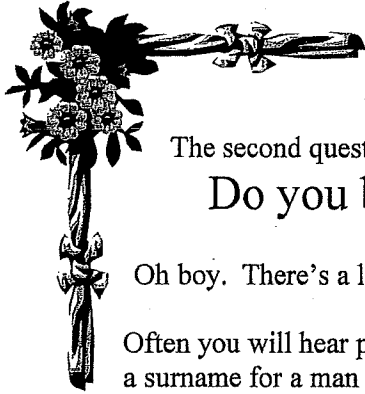 The second quest
Do you
Oh boy. There's a l
Often you will hear p
a surname for a man